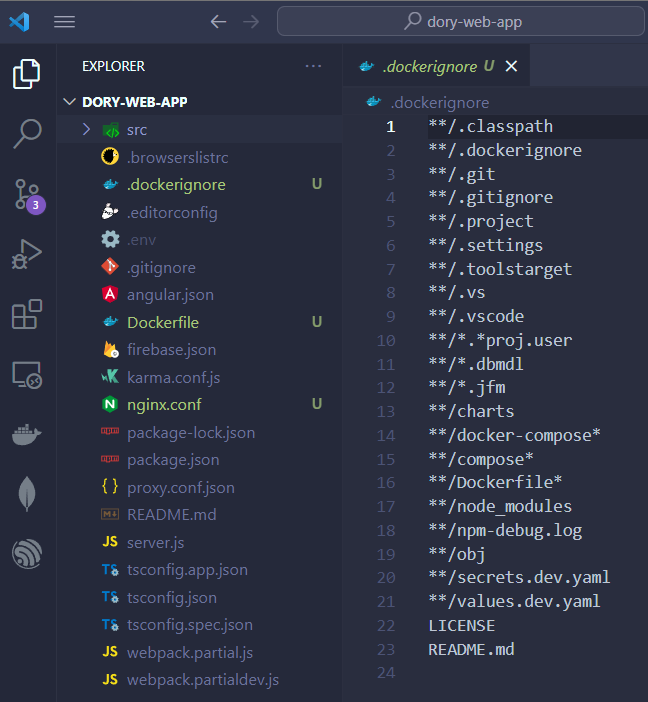 dory-web-app
EXPLORER
···
DORY-WEB-APP
src
.browserslistrc
.dockerignore U
.editorconfig
.env
.gitignore
angular.json
Dockerfile U
firebase.json
karma.conf.js
nginx.conf U
package-lock.json
package.json
proxy.conf.json
README.md
server.js
tsconfig.app.json
tsconfig.json
tsconfig.spec.json
webpack.partial.js
webpack.partialdev.js
3
.dockerignore U
.dockerignore
1 **/.classpath
2 **/.dockerignore
3 **/.git
4 **/.gitignore
5 **/.project
6 **/.settings
7 **/.toolstarget
8 **/.vs
9 **/.vscode
10 **/*.*proj.user
11 **/*.dbmdl
12 **/*.jfm
13 **/charts
14 **/docker-compose*
15 **/compose*
16 **/Dockerfile*
17 **/node_modules
18 **/npm-debug.log
19 **/obj
20 **/secrets.dev.yaml
21 **/values.dev.yaml
22 LICENSE
23 README.md
24